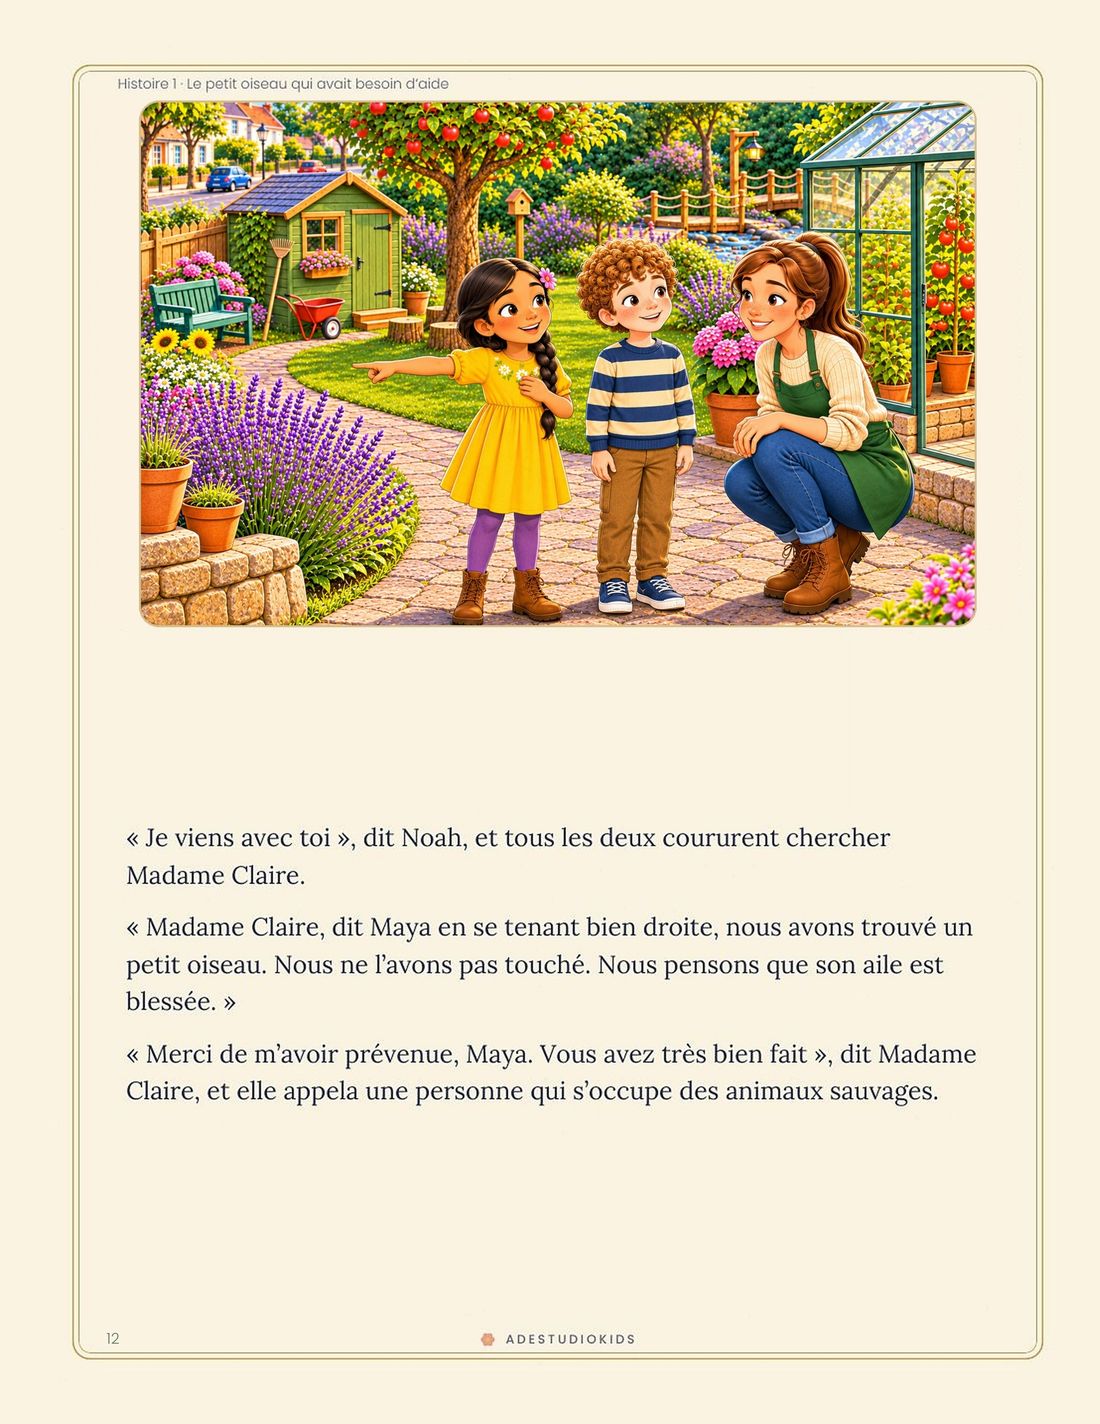 Histoire 1 · Le petit oiseau qui avait besoin d’aide
« Je viens avec toi », dit Noah, et tous les deux coururent chercher
Madame Claire.
« Madame Claire, dit Maya en se tenant bien droite, nous avons trouvé un
petit oiseau. Nous ne l’avons pas touché. Nous pensons que son aile est
blessée. »
« Merci de m’avoir prévenue, Maya. Vous avez très bien fait », dit Madame
Claire, et elle appela une personne qui s’occupe des animaux sauvages.
12
ADESTUDIOKIDS